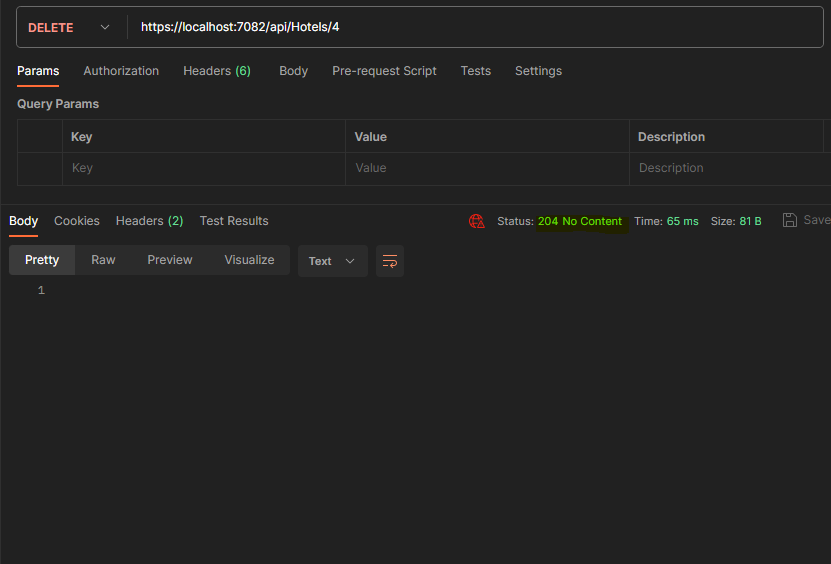 DELETE https://localhost:7082/api/Hotels/4
Params Authorization Headers (6) Body Pre-request Script Tests Settings
Query Params
Key Value Description
Key Value Description
Body Cookies Headers (2) Test Results Status: 204 No Content Time: 65 ms Size: 81 B Save
Pretty Raw Preview Visualize Text
1